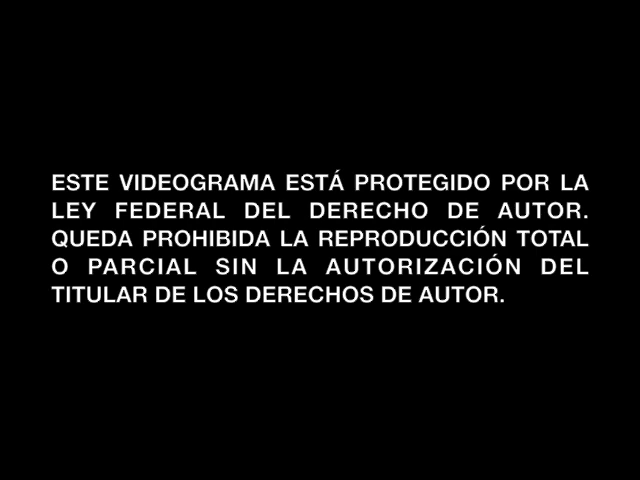 ESTE VIDEOGRAMA ESTÁ PROTEGIDO POR LA
LEY FEDERAL DEL DERECHO DE AUTOR.
QUEDA PROHIBIDA LA REPRODUCCIÓN TOTAL
O PARCIAL SIN LA AUTORIZACIÓN DEL
TITULAR DE LOS DERECHOS DE AUTOR.